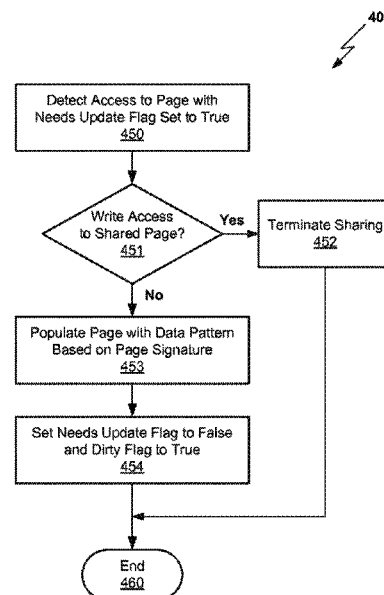 40
Detect Access to Page with
Needs Update Flag Set to True
450
Write Access
to Shared Page?
451
Yes
Terminate Sharing
452
No
Populate Page with Data Pattern
Based on Page Signature
453
Set Needs Update Flag to False
and Dirty Flag to True
454
End
460